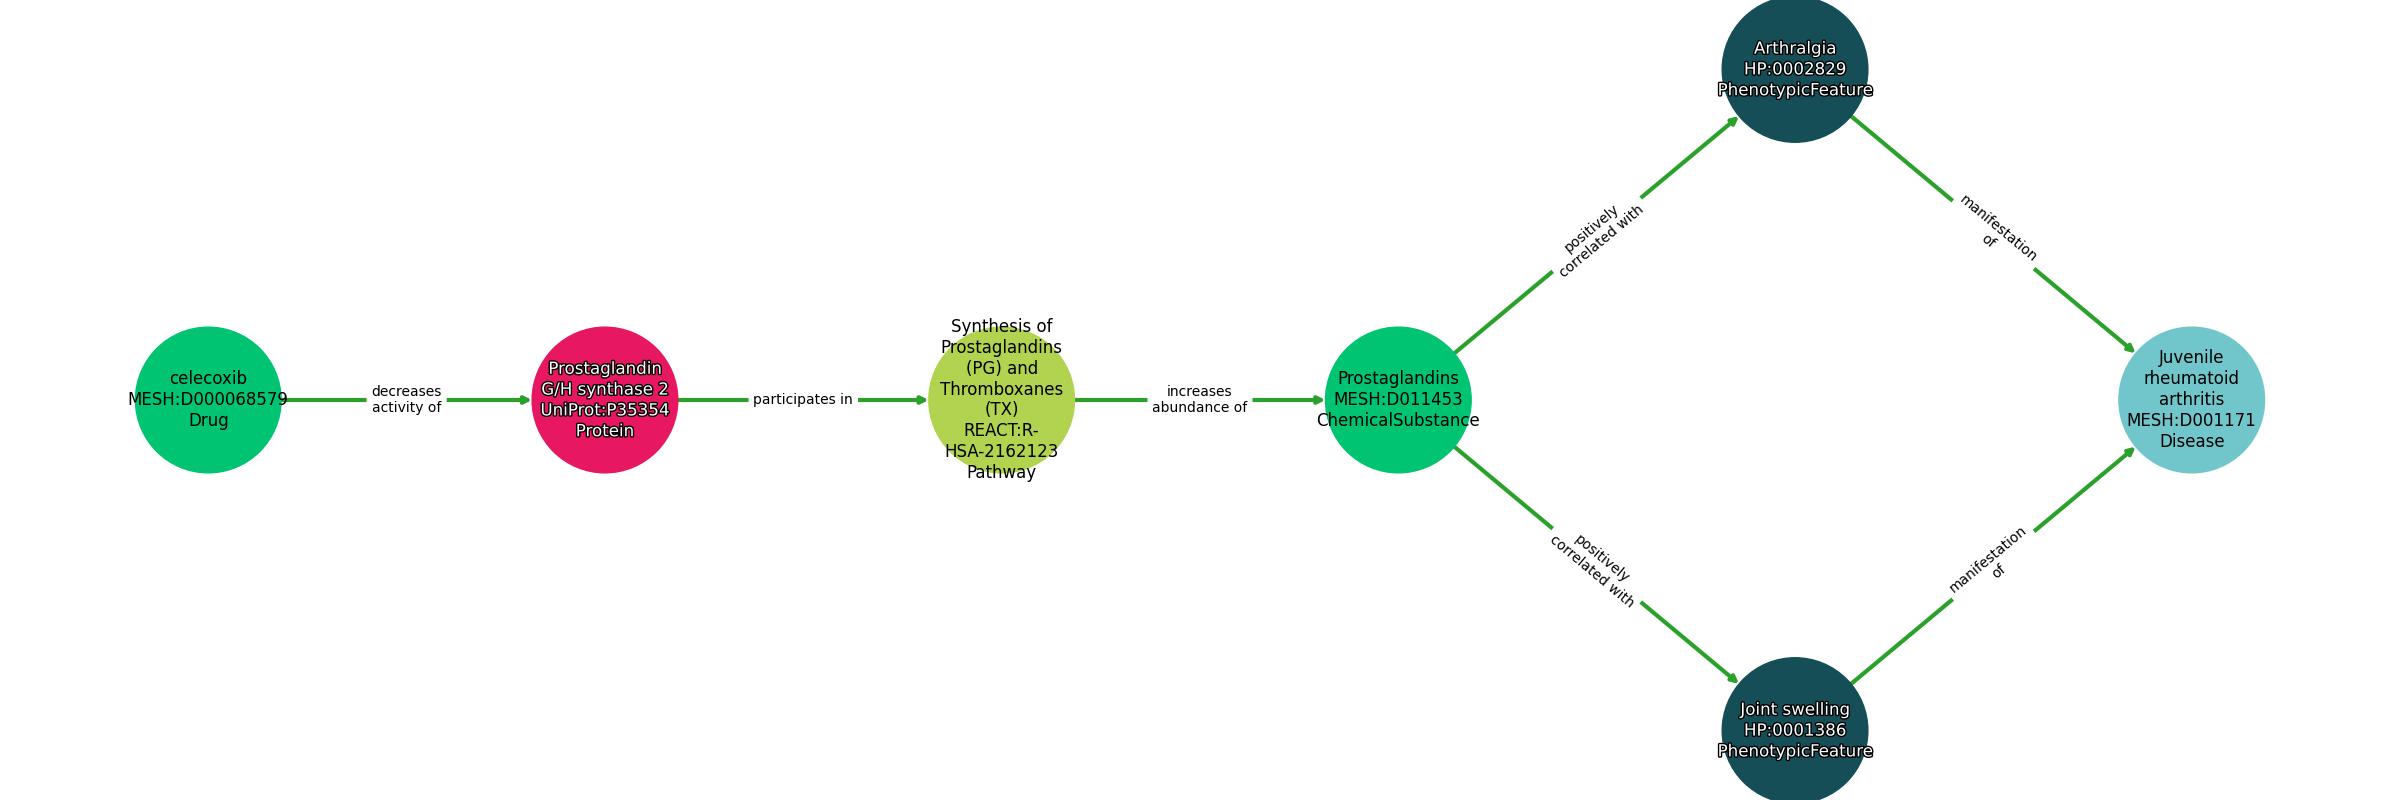 celecoxib
MESH:D000068579
Drug
decreases
activity of
Prostaglandin
G/H synthase 2
UniProt:P35354
Protein
participates in
Synthesis of
Prostaglandins
(PG) and
Thromboxanes
(TX)
REACT:R-
HSA-2162123
Pathway
increases
abundance of
Prostaglandins
MESH:D011453
ChemicalSubstance
positively
correlated with
Arthralgia
HP:0002829
PhenotypicFeature
manifestation
of
positively
correlated with
Joint swelling
HP:0001386
PhenotypicFeature
manifestation
of
Juvenile
rheumatoid
arthritis
MESH:D001171
Disease